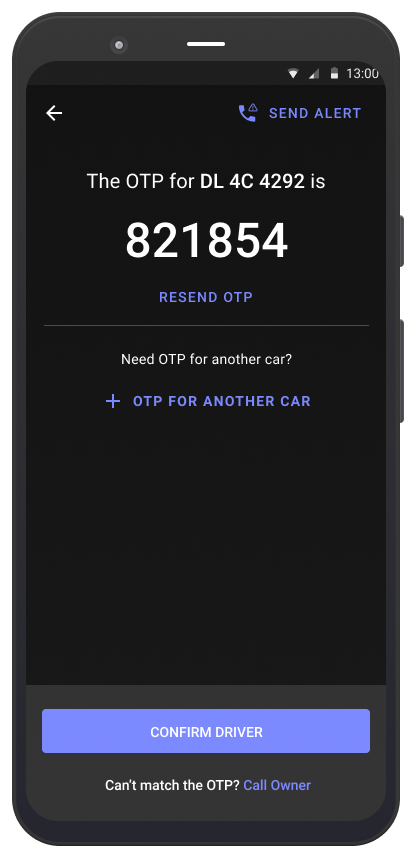 13:00
SEND ALERT
The OTP for DL 4C 4292 is
821854
RESEND OTP
Need OTP for another car?
OTP FOR ANOTHER CAR
CONFIRM DRIVER
Can't match the OTP? Call Owner